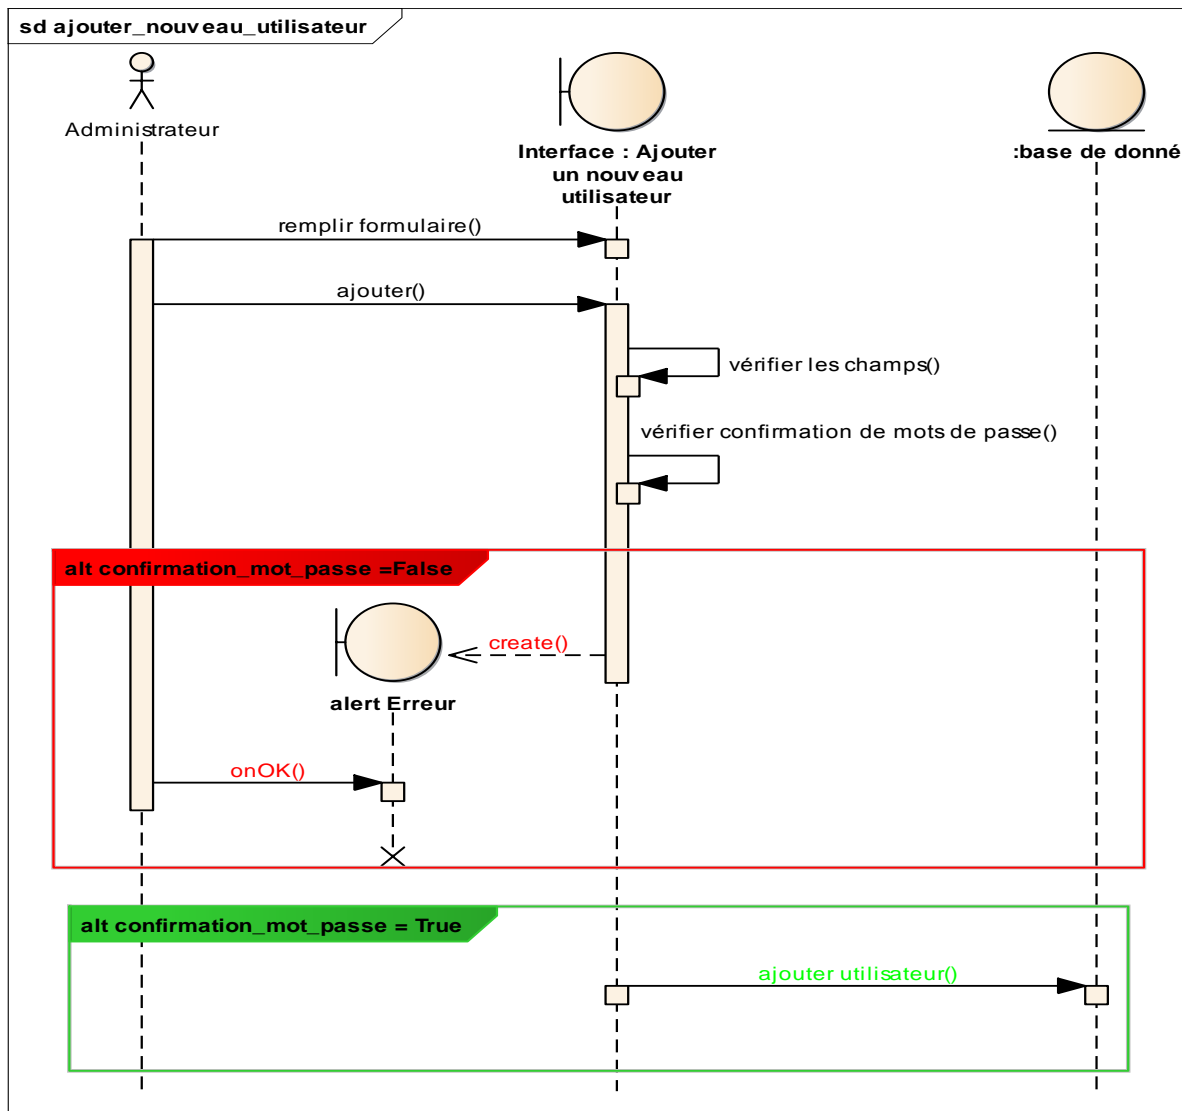 sd ajouter_nouveau_utilisateur
Administrateur
Interface : Ajouter
un nouveau
utilisateur
:base de donné
remplir formulaire()
ajouter()
vérifier les champs()
vérifier confirmation de mots de passe()
alt confirmation_mot_passe =False
create()
alert Erreur
onOK()
alt confirmation_mot_passe = True
ajouter utilisateur()